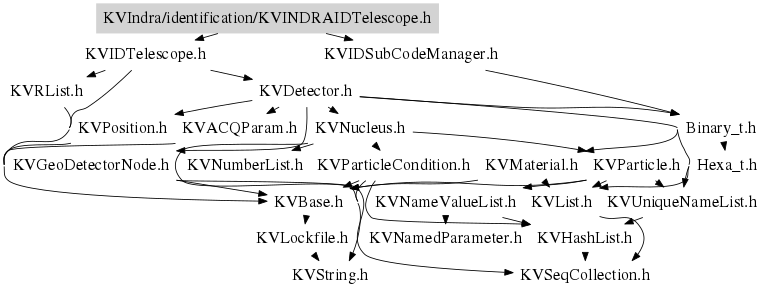 KVIndra/identification/KVINDRAIDTelescope.h
KVIDTelescope.h
KVIDSubCodeManager.h
KVRList.h
KVDetector.h
KVPosition.h
KVACQParam.h
KVNucleus.h
Binary_t.h
KVGeoDetectorNode.h
KVNumberList.h
KVParticleCondition.h
KVMaterial.h
KVParticle.h
Hexa_t.h
KVBase.h
KVNameValueList.h
KVList.h
KVUniqueNameList.h
KVLockfile.h
KVNamedParameter.h
KVHashList.h
KVString.h
KVSeqCollection.h